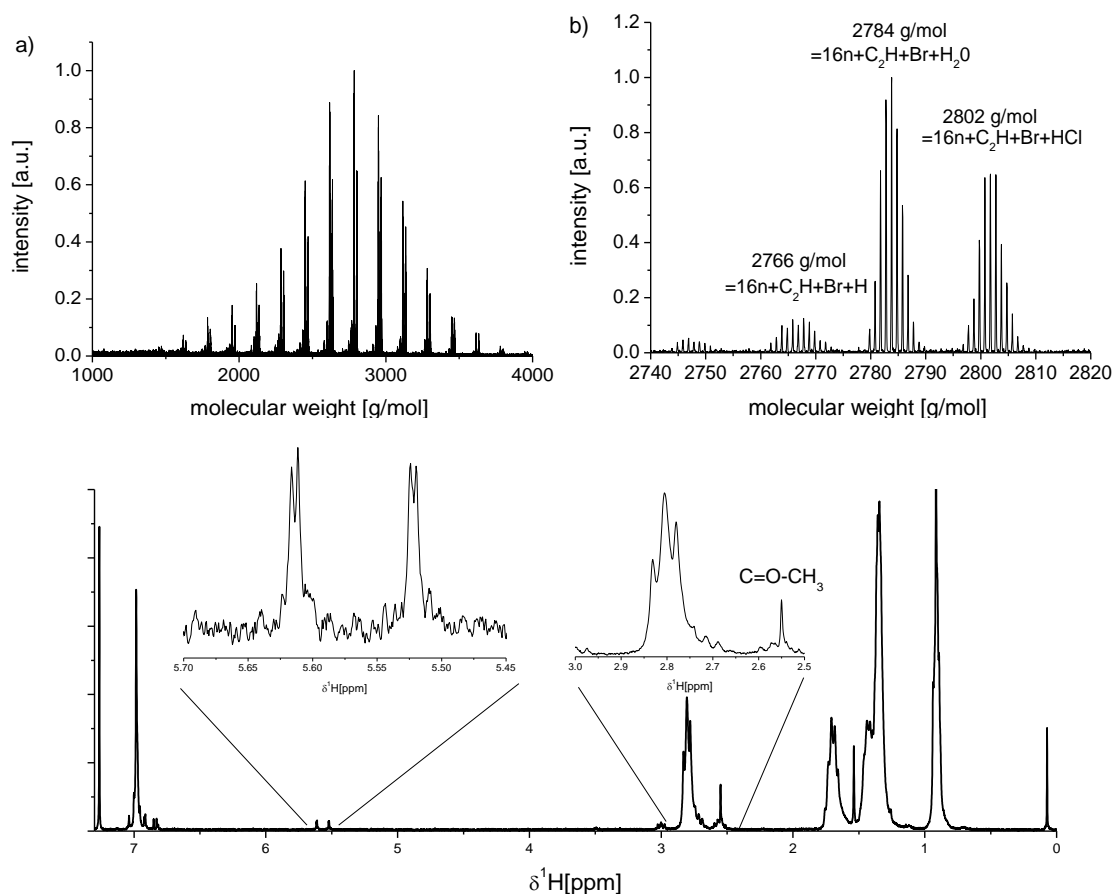 a)
1.0
0.8
0.6
0.4
0.2
0.0
intensity [a.u.]
1000 2000 3000 4000
molecular weight [g/mol]
b)
1.2
1.0
0.8
0.6
0.4
0.2
0.0
intensity [a.u.]
2784 g/mol
=16n+C₂H+Br+H₂0
2802 g/mol
=16n+C₂H+Br+HCl
2766 g/mol
=16n+C₂H+Br+H
2740 2750 2760 2770 2780 2790 2800 2810 2820
molecular weight [g/mol]
5.70 5.65 5.60 5.55 5.50 5.45
δ¹H[ppm]
C=O-CH₃
3.0 2.9 2.8 2.7 2.6 2.5
δ¹H[ppm]
7 6 5 4 3 2 1 0
δ¹H[ppm]